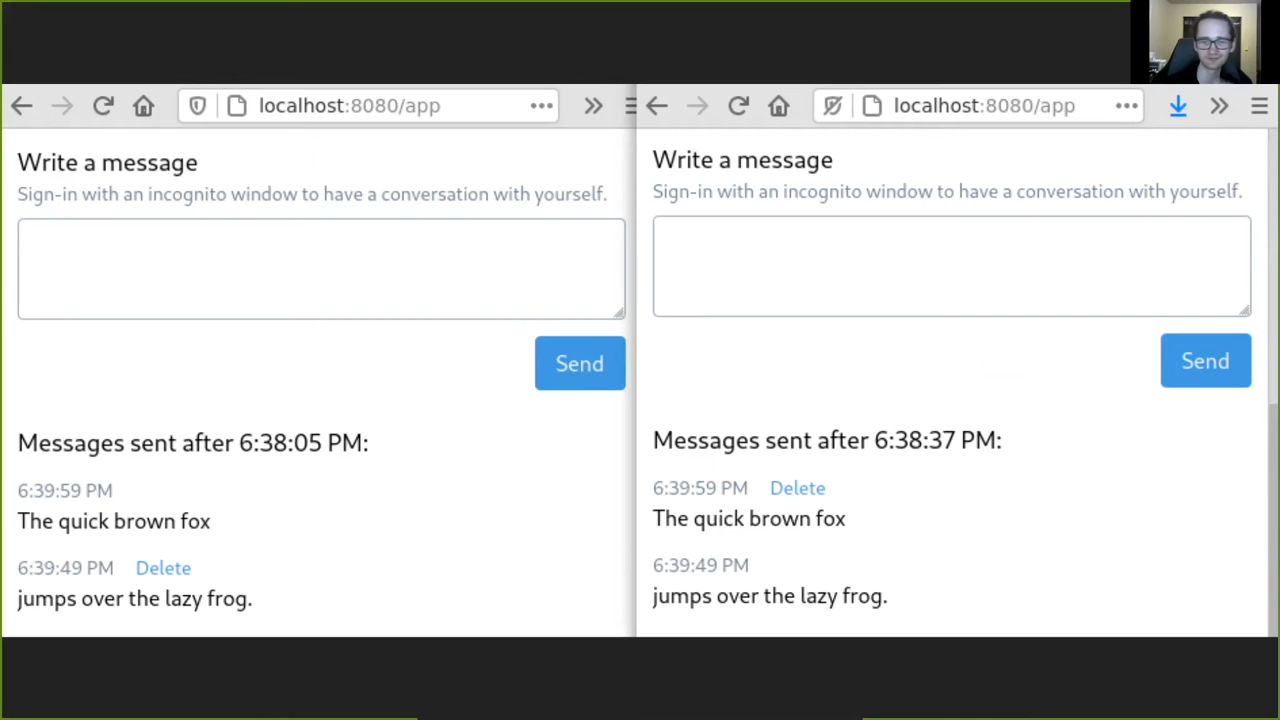 localhost:8080/app
Write a message
Sign-in with an incognito window to have a conversation with yourself.
Send
Messages sent after 6:38:05 PM:
6:39:59 PM
The quick brown fox
6:39:49 PM Delete
jumps over the lazy frog.
localhost:8080/app
Write a message
Sign-in with an incognito window to have a conversation with yourself.
Send
Messages sent after 6:38:37 PM:
6:39:59 PM Delete
The quick brown fox
6:39:49 PM
jumps over the lazy frog.